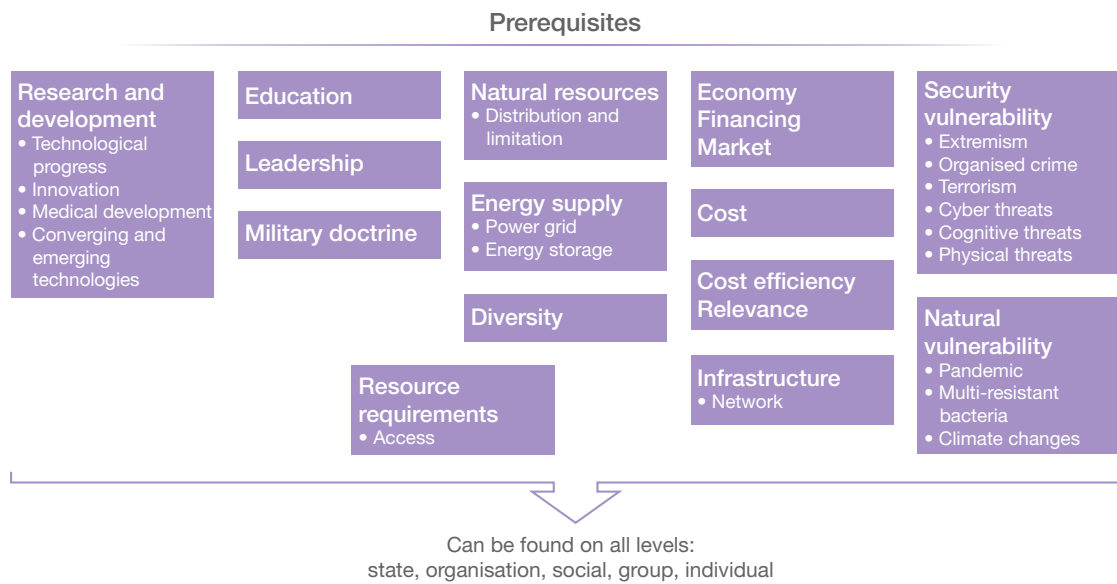 Prerequisites
Research and
development
• Technological
progress
• Innovation
• Medical development
• Converging and
emerging
technologies
Education
Leadership
Military doctrine
Natural resources
• Distribution and
limitation
Energy supply
• Power grid
• Energy storage
Diversity
Resource
requirements
• Access
Economy
Financing
Market
Cost
Cost efficiency
Relevance
Infrastructure
• Network
Security
vulnerability
• Extremism
• Organised crime
• Terrorism
• Cyber threats
• Cognitive threats
• Physical threats
Natural
vulnerability
• Pandemic
• Multi-resistant
bacteria
• Climate changes
Can be found on all levels:
state, organisation, social, group, individual